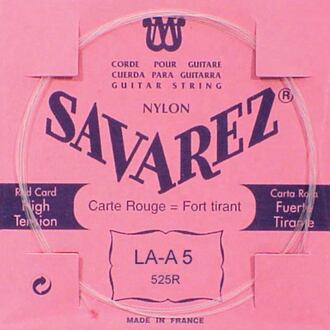 CORDE POUR GUITARE
CUERDA PARA GUITARRA
GUITAR STRING
NYLON
SAVAREZ®
Red Card
High
Tension
Carte Rouge = Fort tirant
Carta Roja
Fuerte
Tirante
LA-A 5
525R
MADE IN FRANCE